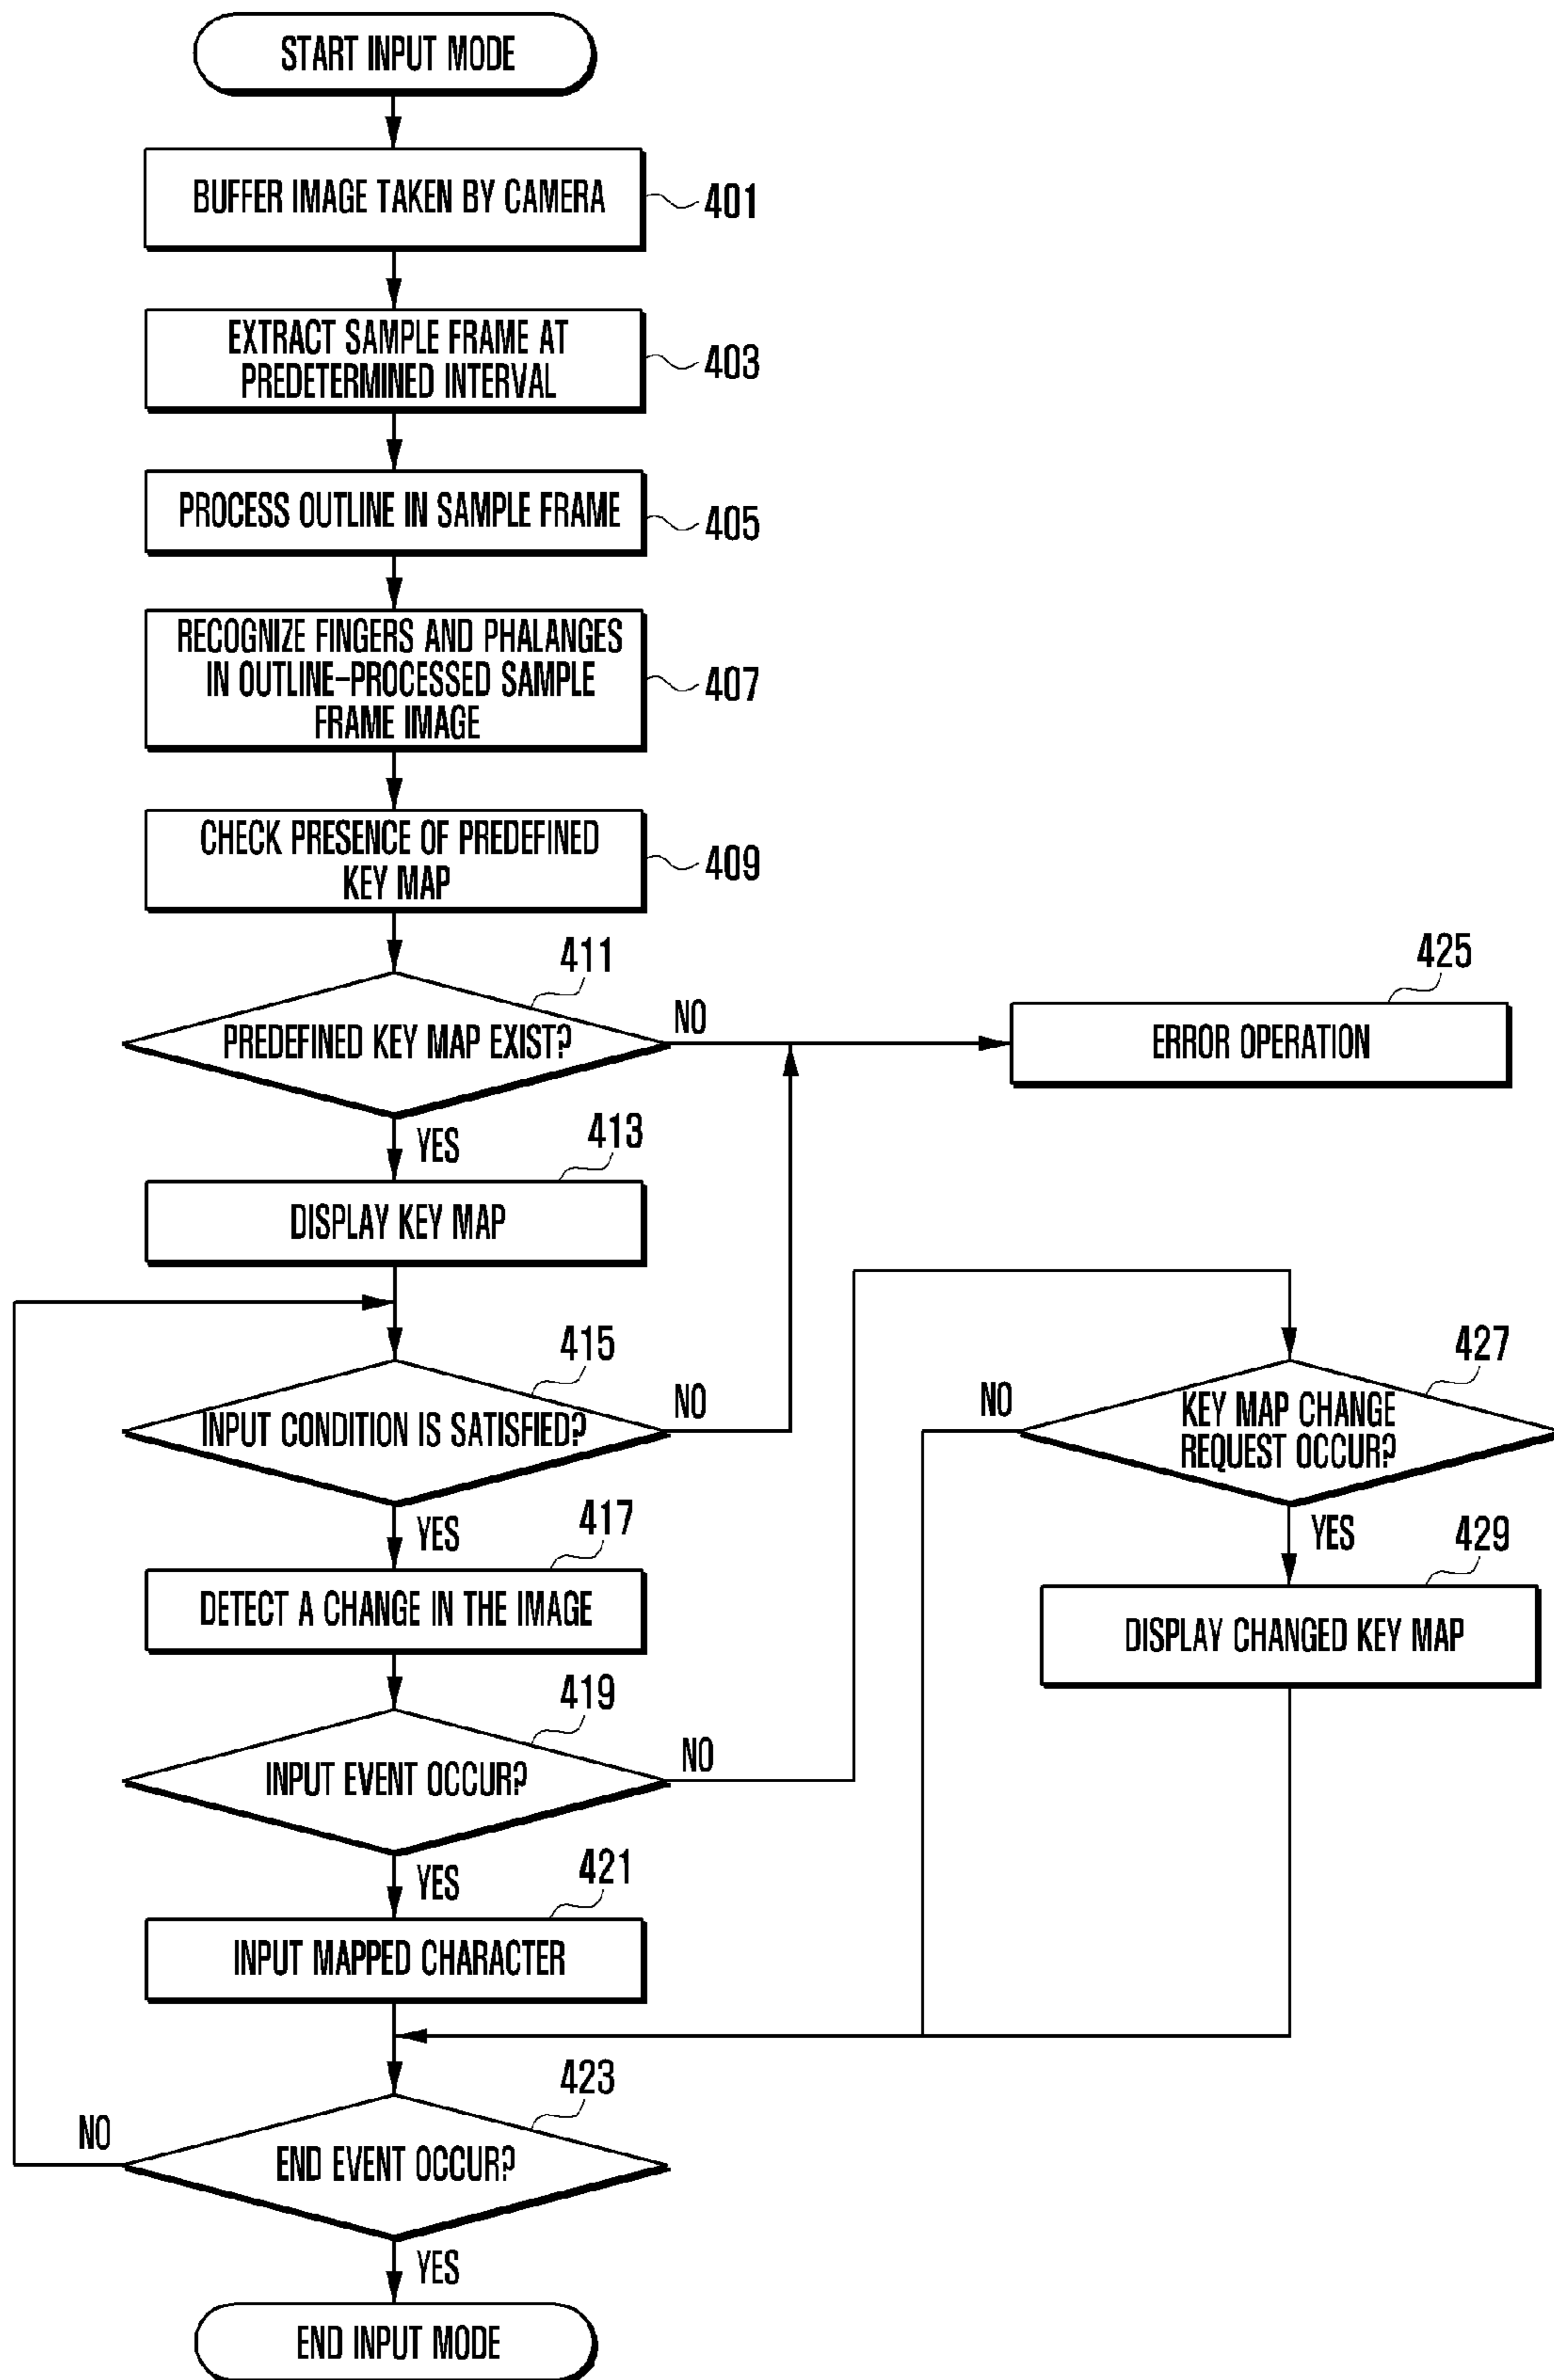 START INPUT MODE
BUFFER IMAGE TAKEN BY CAMERA
401
EXTRACT SAMPLE FRAME AT
PREDETERMINED INTERVAL
403
PROCESS OUTLINE IN SAMPLE FRAME
405
RECOGNIZE FINGERS AND PHALANGES
IN OUTLINE-PROCESSED SAMPLE
FRAME IMAGE
407
CHECK PRESENCE OF PREDEFINED
KEY MAP
409
411
PREDEFINED KEY MAP EXIST?
NO
425
ERROR OPERATION
YES
413
DISPLAY KEY MAP
415
INPUT CONDITION IS SATISFIED?
NO
427
KEY MAP CHANGE
REQUEST OCCUR?
NO
YES
417
DETECT A CHANGE IN THE IMAGE
YES
429
DISPLAY CHANGED KEY MAP
419
INPUT EVENT OCCUR?
NO
YES
421
INPUT MAPPED CHARACTER
423
END EVENT OCCUR?
NO
YES
END INPUT MODE